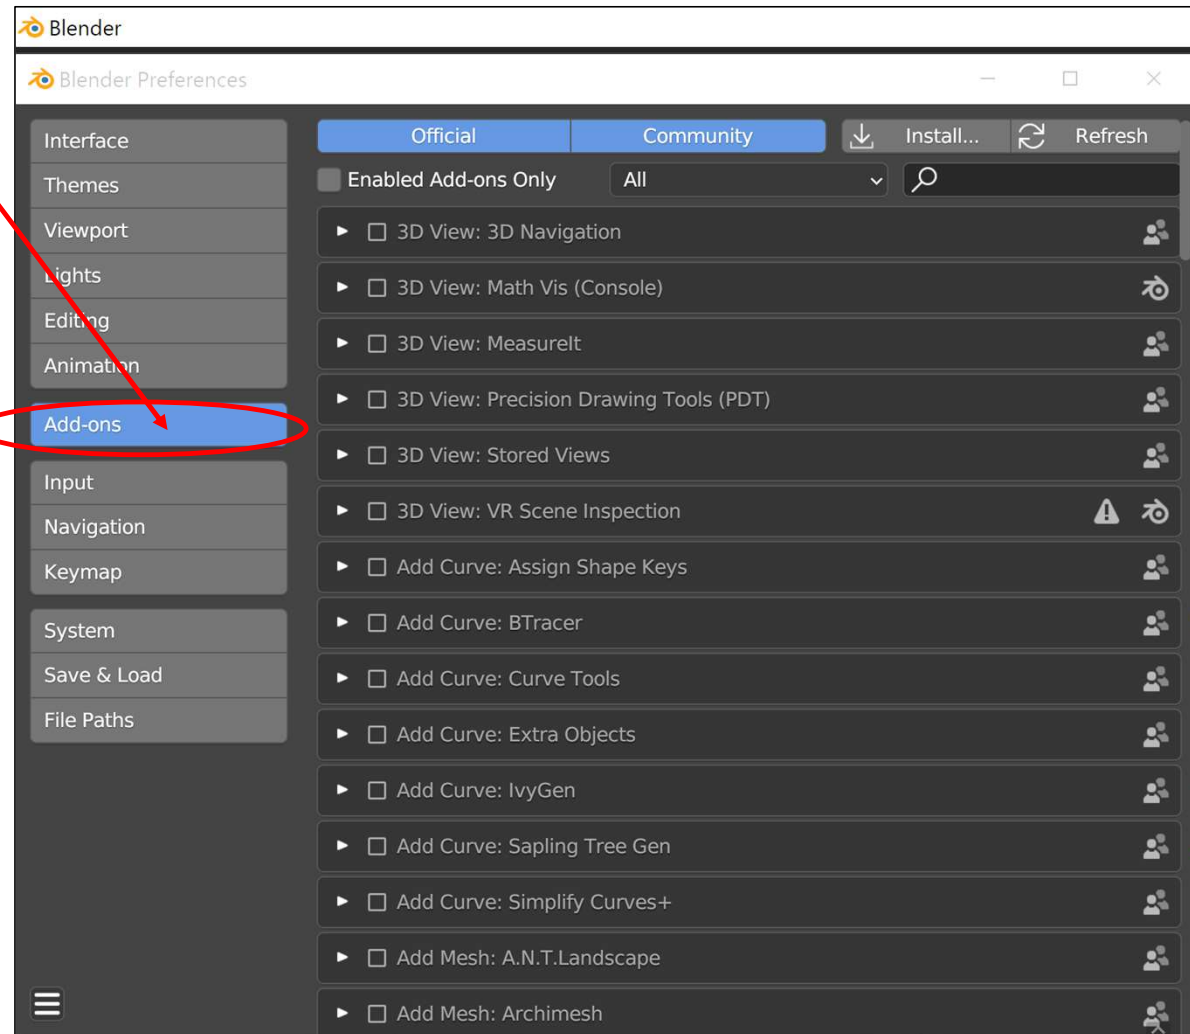 Blender
Blender Preferences
Interface
Themes
Viewport
Lights
Editing
Animation
Add-ons
Input
Navigation
Keymap
System
Save & Load
File Paths
Official Community Install... Refresh
Enabled Add-ons Only All
3D View: 3D Navigation
3D View: Math Vis (Console)
3D View: MeasureIt
3D View: Precision Drawing Tools (PDT)
3D View: Stored Views
3D View: VR Scene Inspection
Add Curve: Assign Shape Keys
Add Curve: BTracer
Add Curve: Curve Tools
Add Curve: Extra Objects
Add Curve: IvyGen
Add Curve: Sapling Tree Gen
Add Curve: Simplify Curves+
Add Mesh: A.N.T.Landscape
Add Mesh: Archimesh